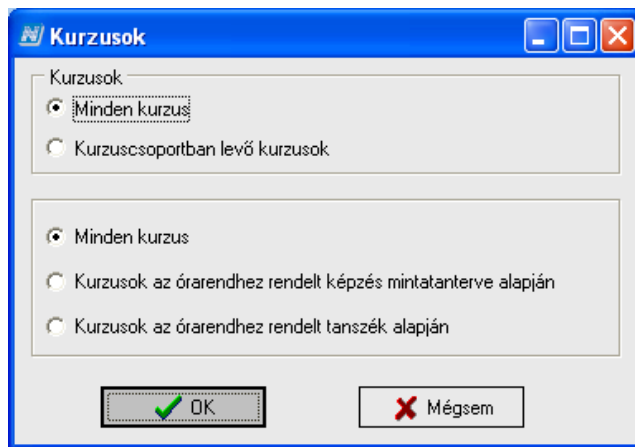 Kurzusok
Kurzusok
Minden kurzus
Kurzuscsoportban levő kurzusok
Minden kurzus
Kurzusok az órarendhez rendelt képzés mintatanterve alapján
Kurzusok az órarendhez rendelt tanszék alapján
OK
Mégsem